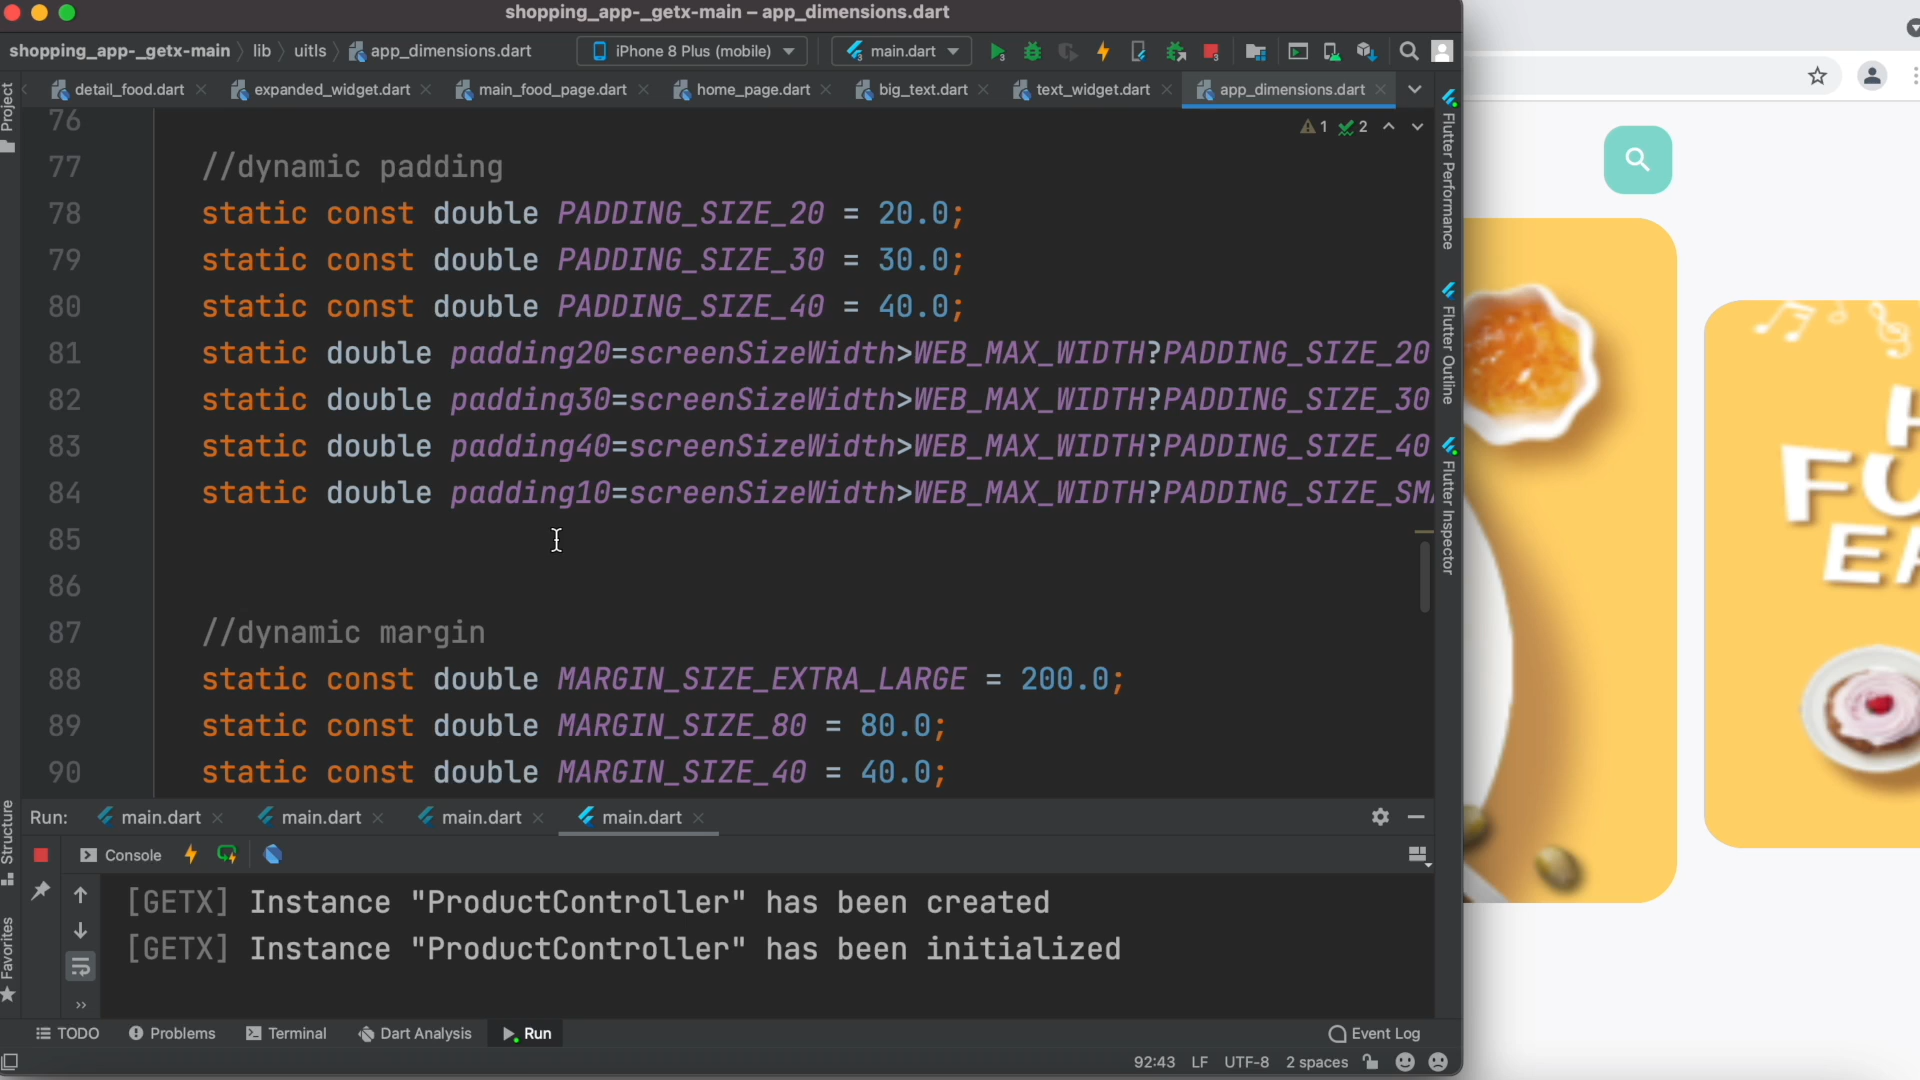 shopping_app-_getx-main – app_dimensions.dart
shopping_app-_getx-main lib uitls app_dimensions.dart iPhone 8 Plus (mobile) main.dart
Project detail_food.dart expanded_widget.dart main_food_page.dart home_page.dart big_text.dart text_widget.dart app_dimensions.dart
76 1 2
77 //dynamic padding
78 static const double PADDING_SIZE_20 = 20.0;
79 static const double PADDING_SIZE_30 = 30.0;
80 static const double PADDING_SIZE_40 = 40.0;
81 static double padding20=screenSizeWidth>WEB_MAX_WIDTH?PADDING_SIZE_20
82 static double padding30=screenSizeWidth>WEB_MAX_WIDTH?PADDING_SIZE_30
83 static double padding40=screenSizeWidth>WEB_MAX_WIDTH?PADDING_SIZE_40
84 static double padding10=screenSizeWidth>WEB_MAX_WIDTH?PADDING_SIZE_SM
85
86
87 //dynamic margin
88 static const double MARGIN_SIZE_EXTRA_LARGE = 200.0;
89 static const double MARGIN_SIZE_80 = 80.0;
90 static const double MARGIN_SIZE_40 = 40.0;
Flutter Performance
Flutter Outline
Flutter Inspector
Run: main.dart main.dart main.dart main.dart
Structure
Console
[GETX] Instance "ProductController" has been created
[GETX] Instance "ProductController" has been initialized
Favorites
TODO Problems Terminal Dart Analysis Run Event Log
92:43 LF UTF-8 2 spaces